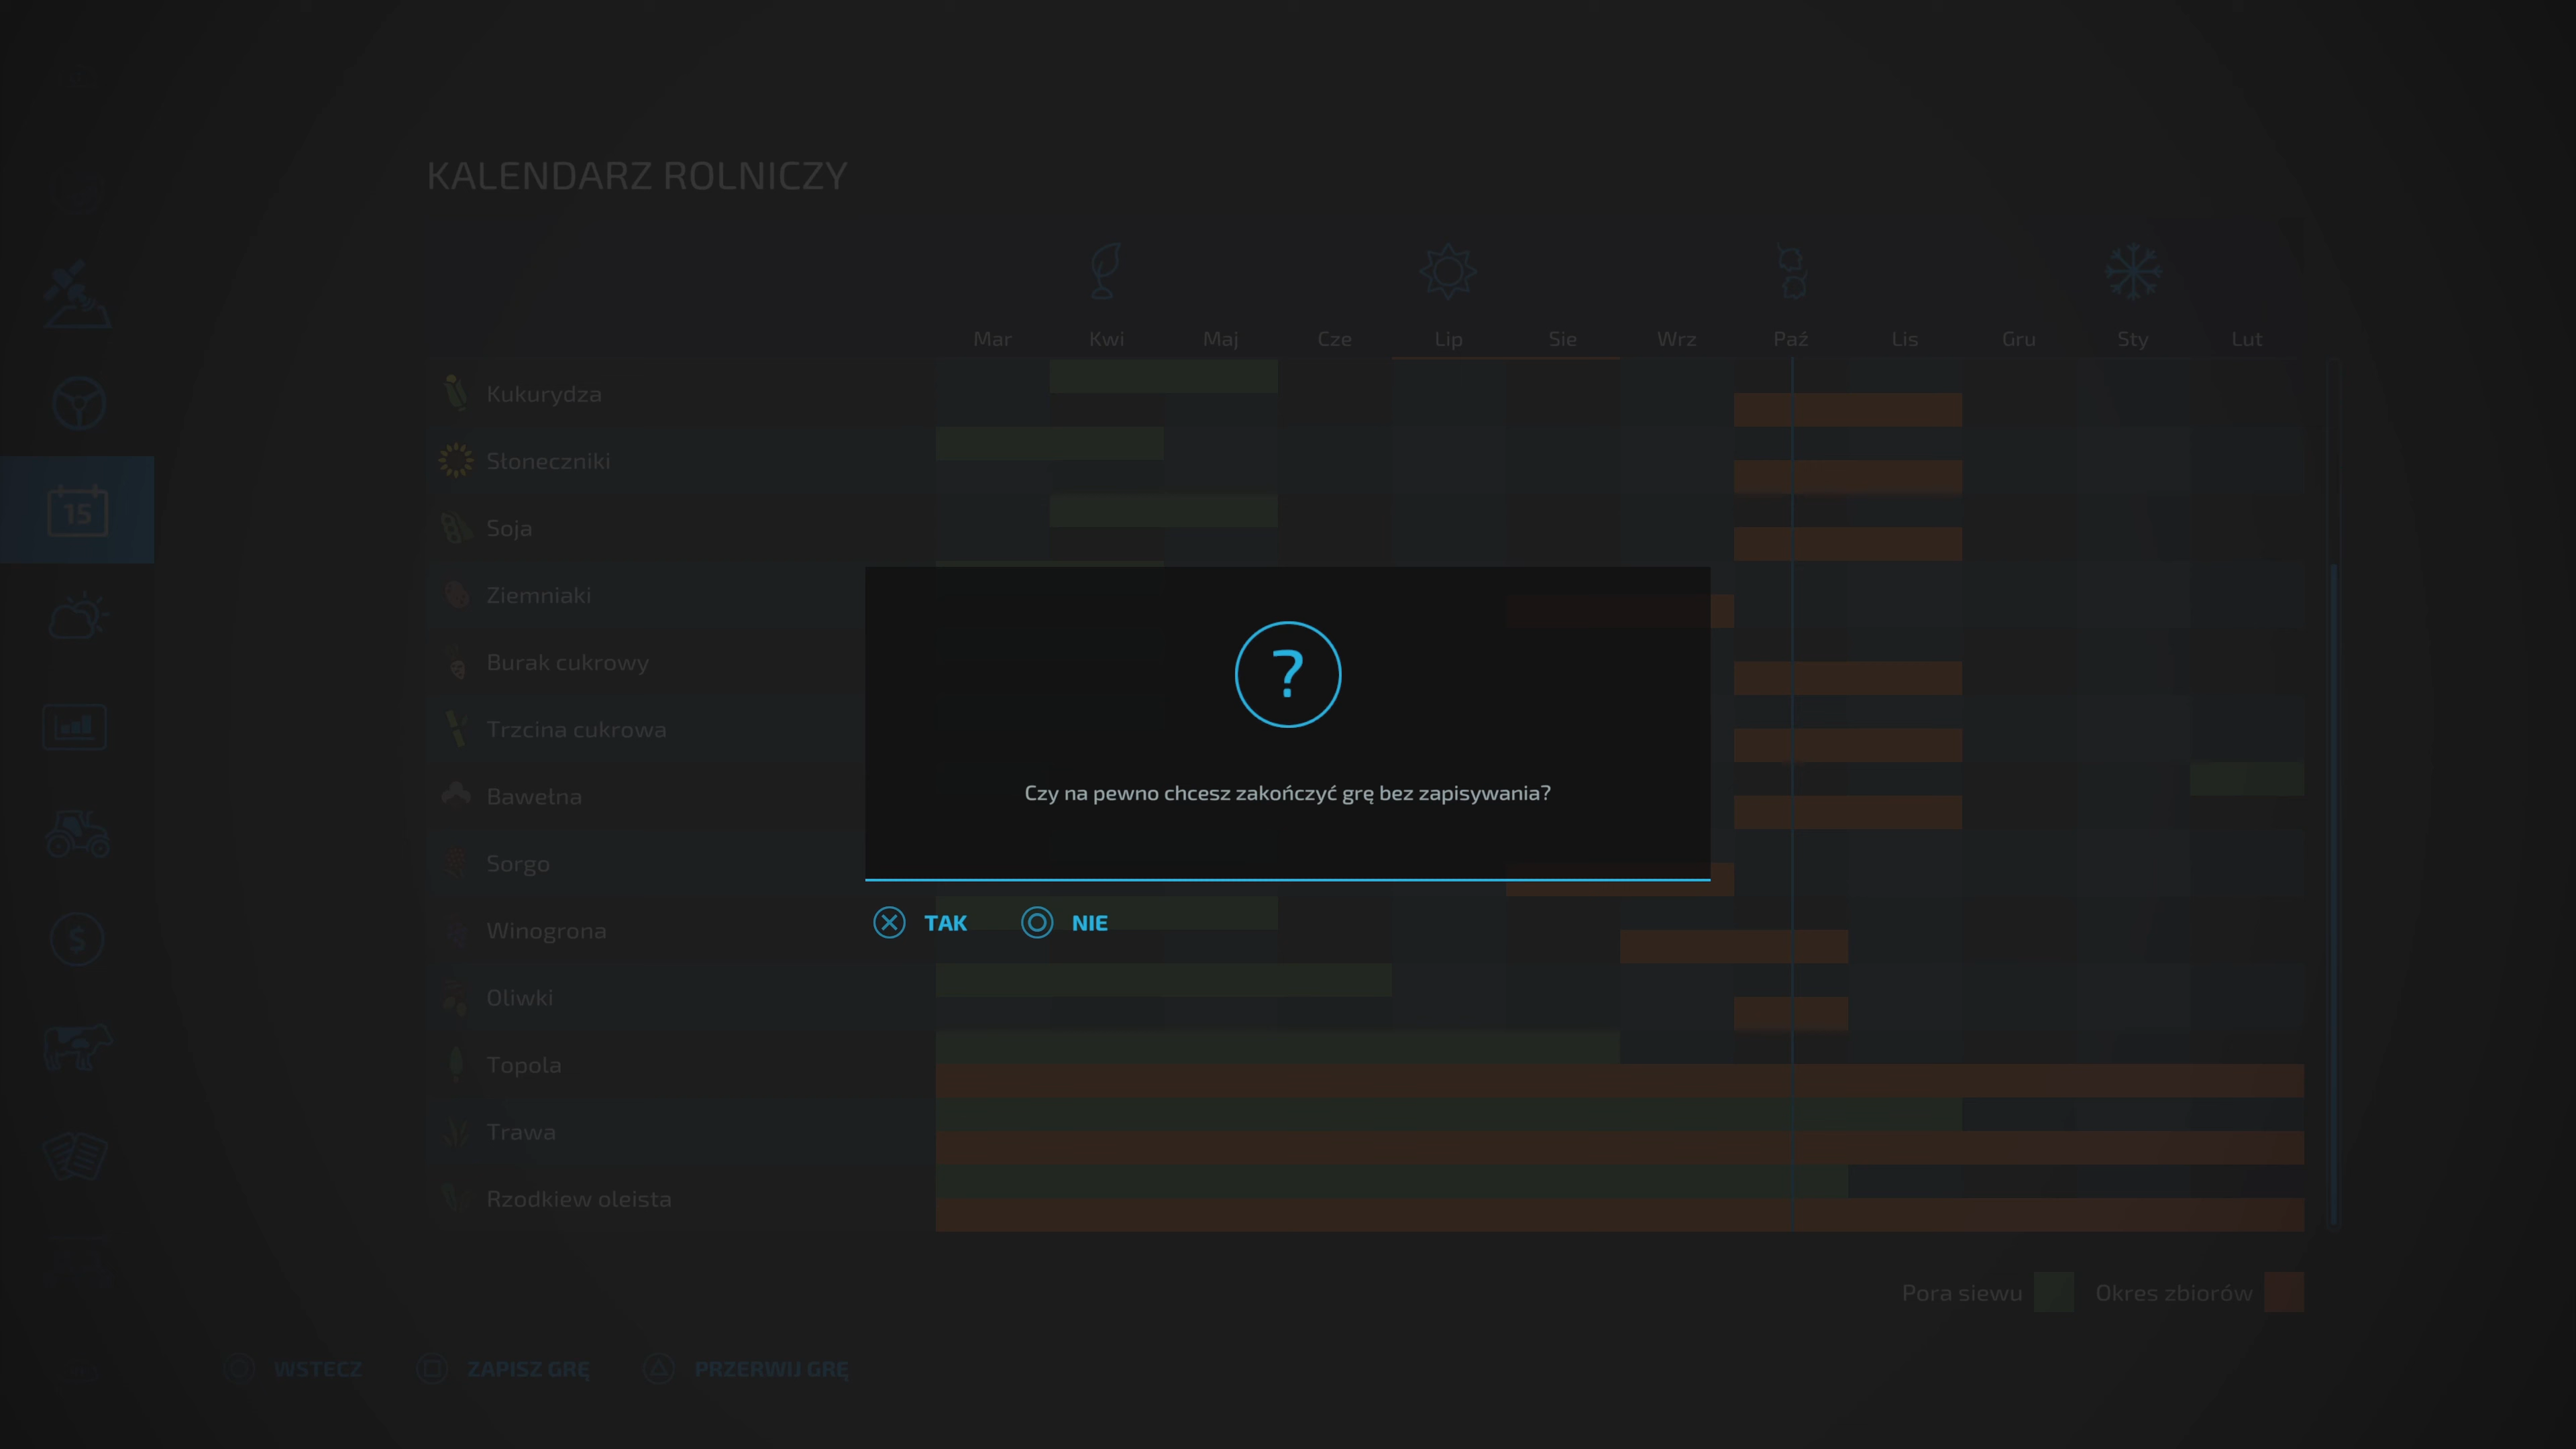 KALENDARZ ROLNICZY
Mar Kwi Maj Cze Lip Sie Wrz Paź Lis Gru Sty Lut
Kukurydza
Słoneczniki
15
Soja
Ziemniaki
Burak cukrowy
Trzcina cukrowa
Bawełna
Sorgo
Winogrona
Oliwki
Topola
Trawa
Rzodkiew oleista
?
Czy na pewno chcesz zakończyć grę bez zapisywania?
TAK NIE
$
Pora siewu Okres zbiorów
WSTECZ ZAPISZ GRĘ PRZERWIJ GRĘ